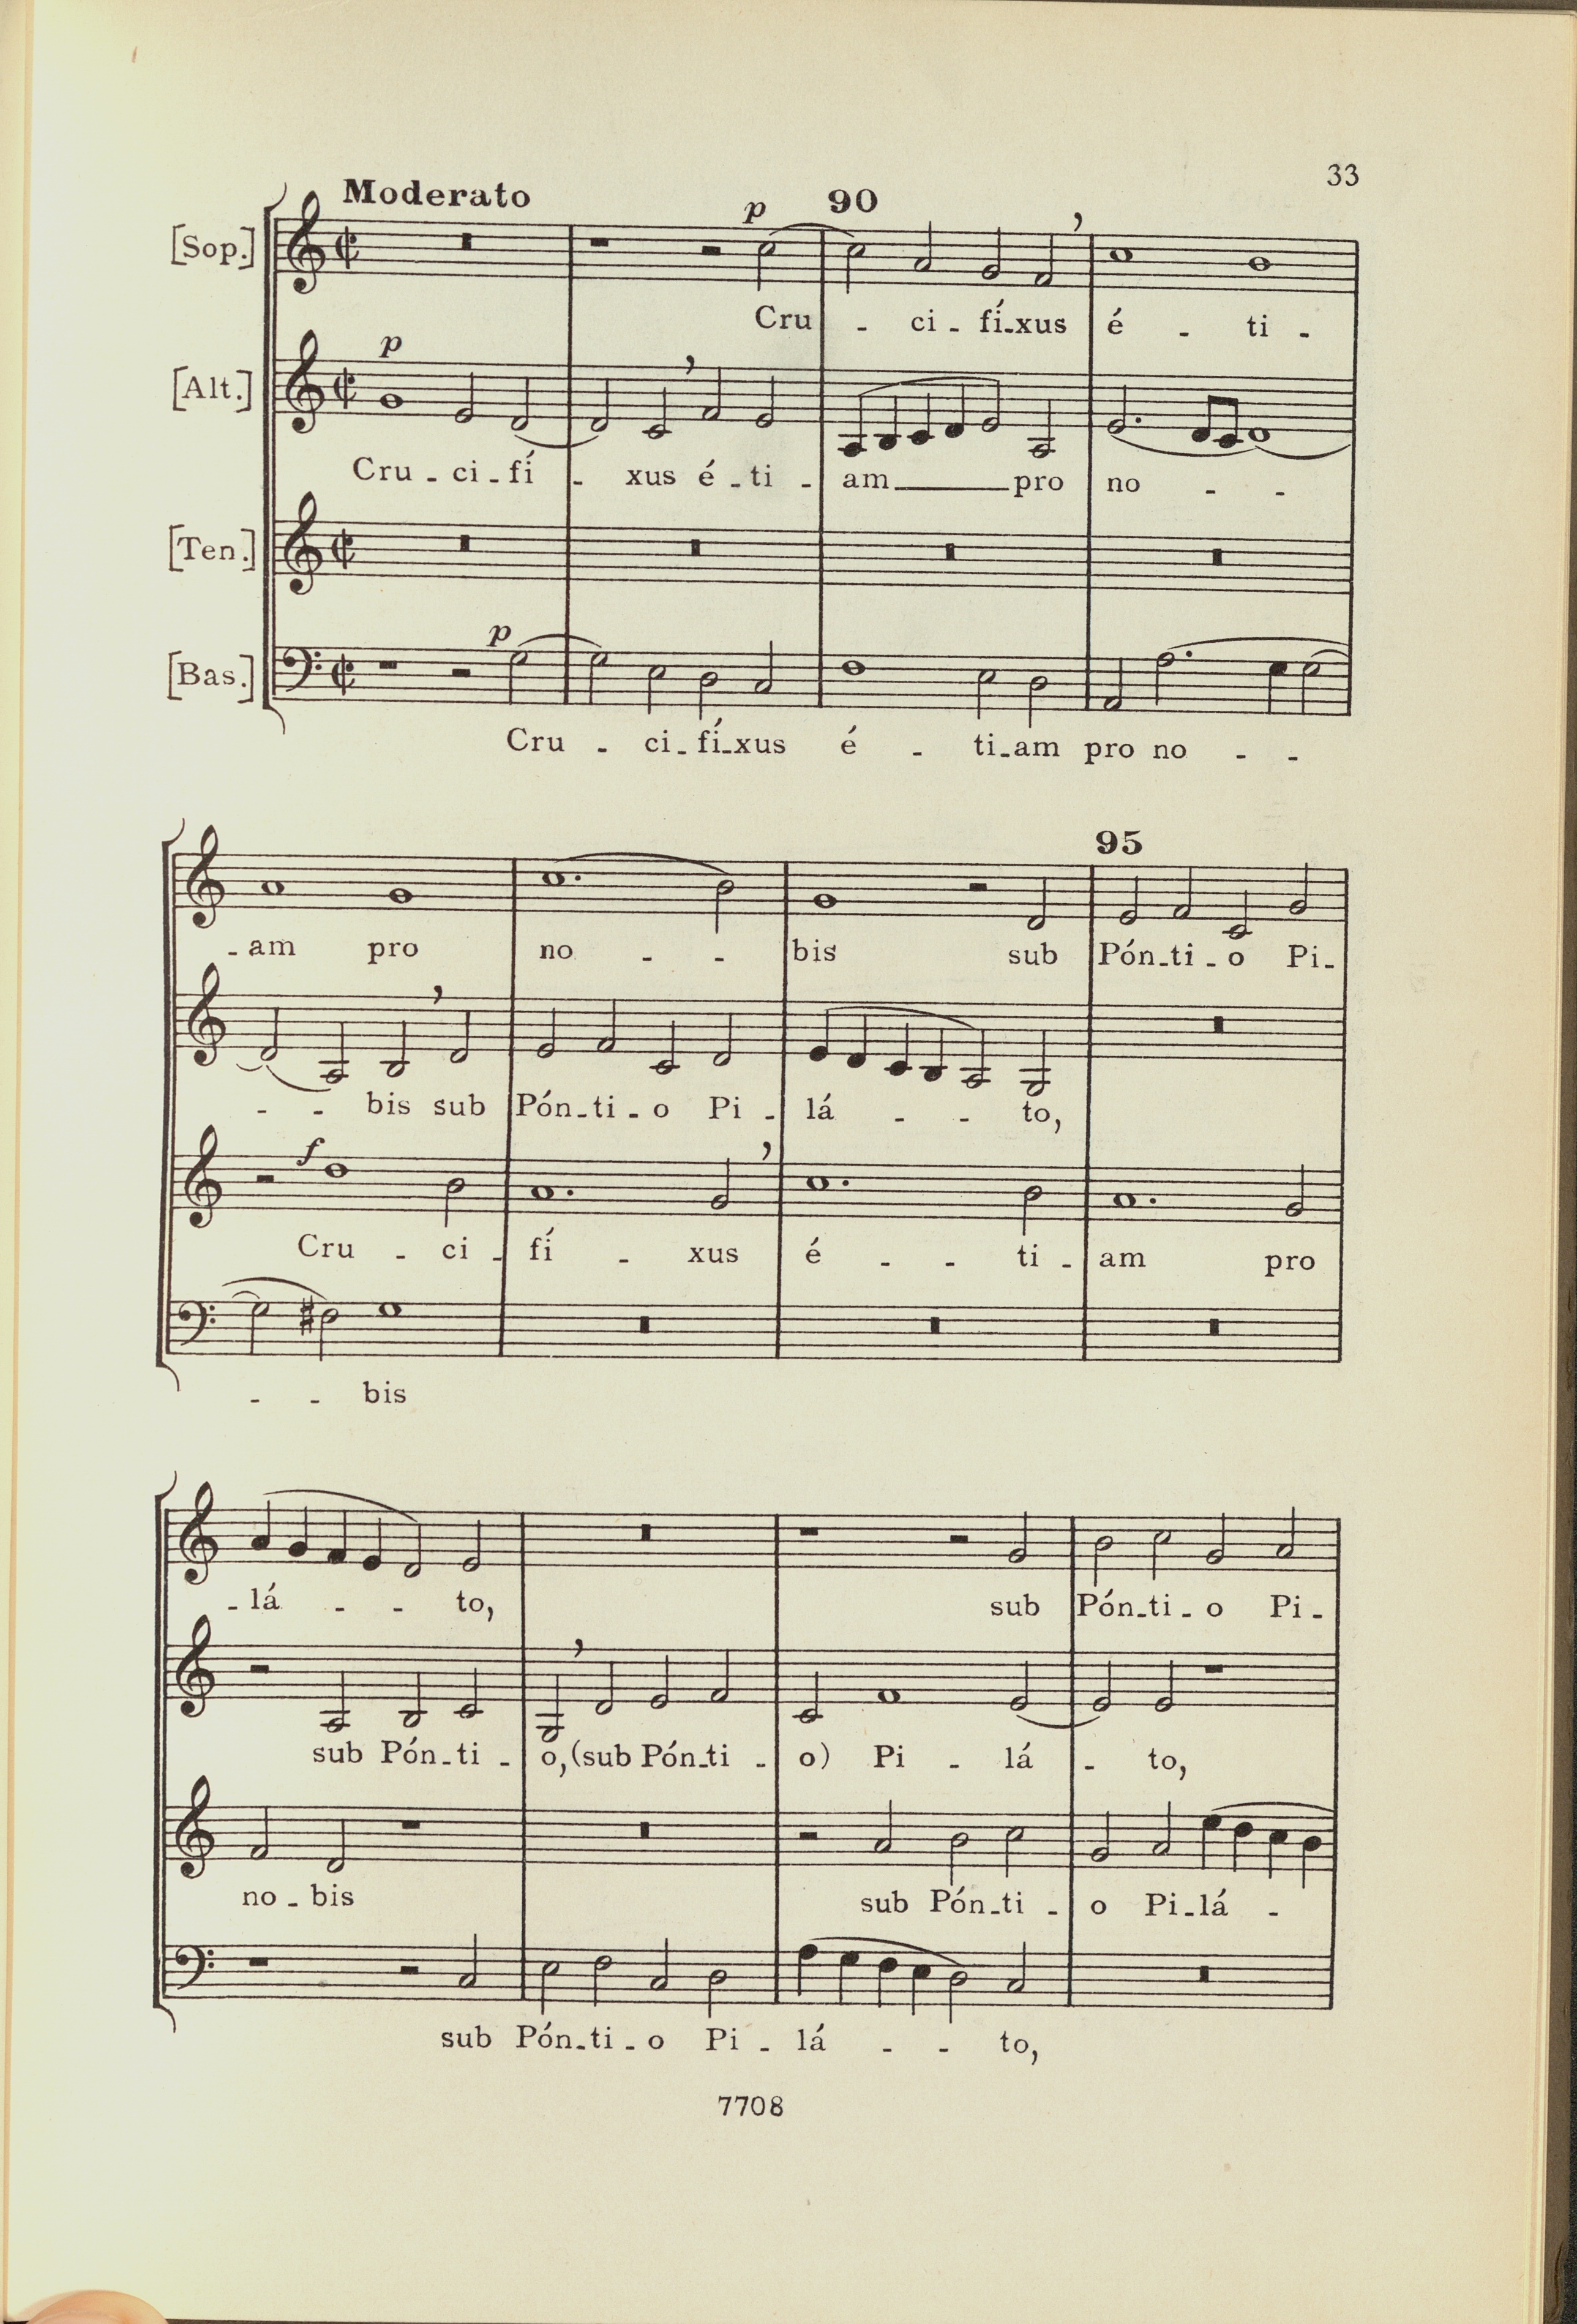 33
Moderato
p 90
[Sop.]
Cru - ci - fí-xus é - ti -
p
[Alt.]
Cru - ci - fí - xus é - ti - am pro no - -
[Ten.]
p
[Bas.]
Cru - ci - fí-xus é - ti-am pro no - -
95
- am pro no - - bis sub Pón-ti - o Pi-
- - bis sub Pón-ti - o Pi - lá - - to,
f
Cru - ci - fí - xus é - - ti - am pro
- - bis
- lá - - to, sub Pón-ti - o Pi-
sub Pón-ti - o, (sub Pón-ti - o) Pi - lá - to,
no - bis sub Pón-ti - o Pi-lá -
sub Pón-ti - o Pi - lá - - to,
7708